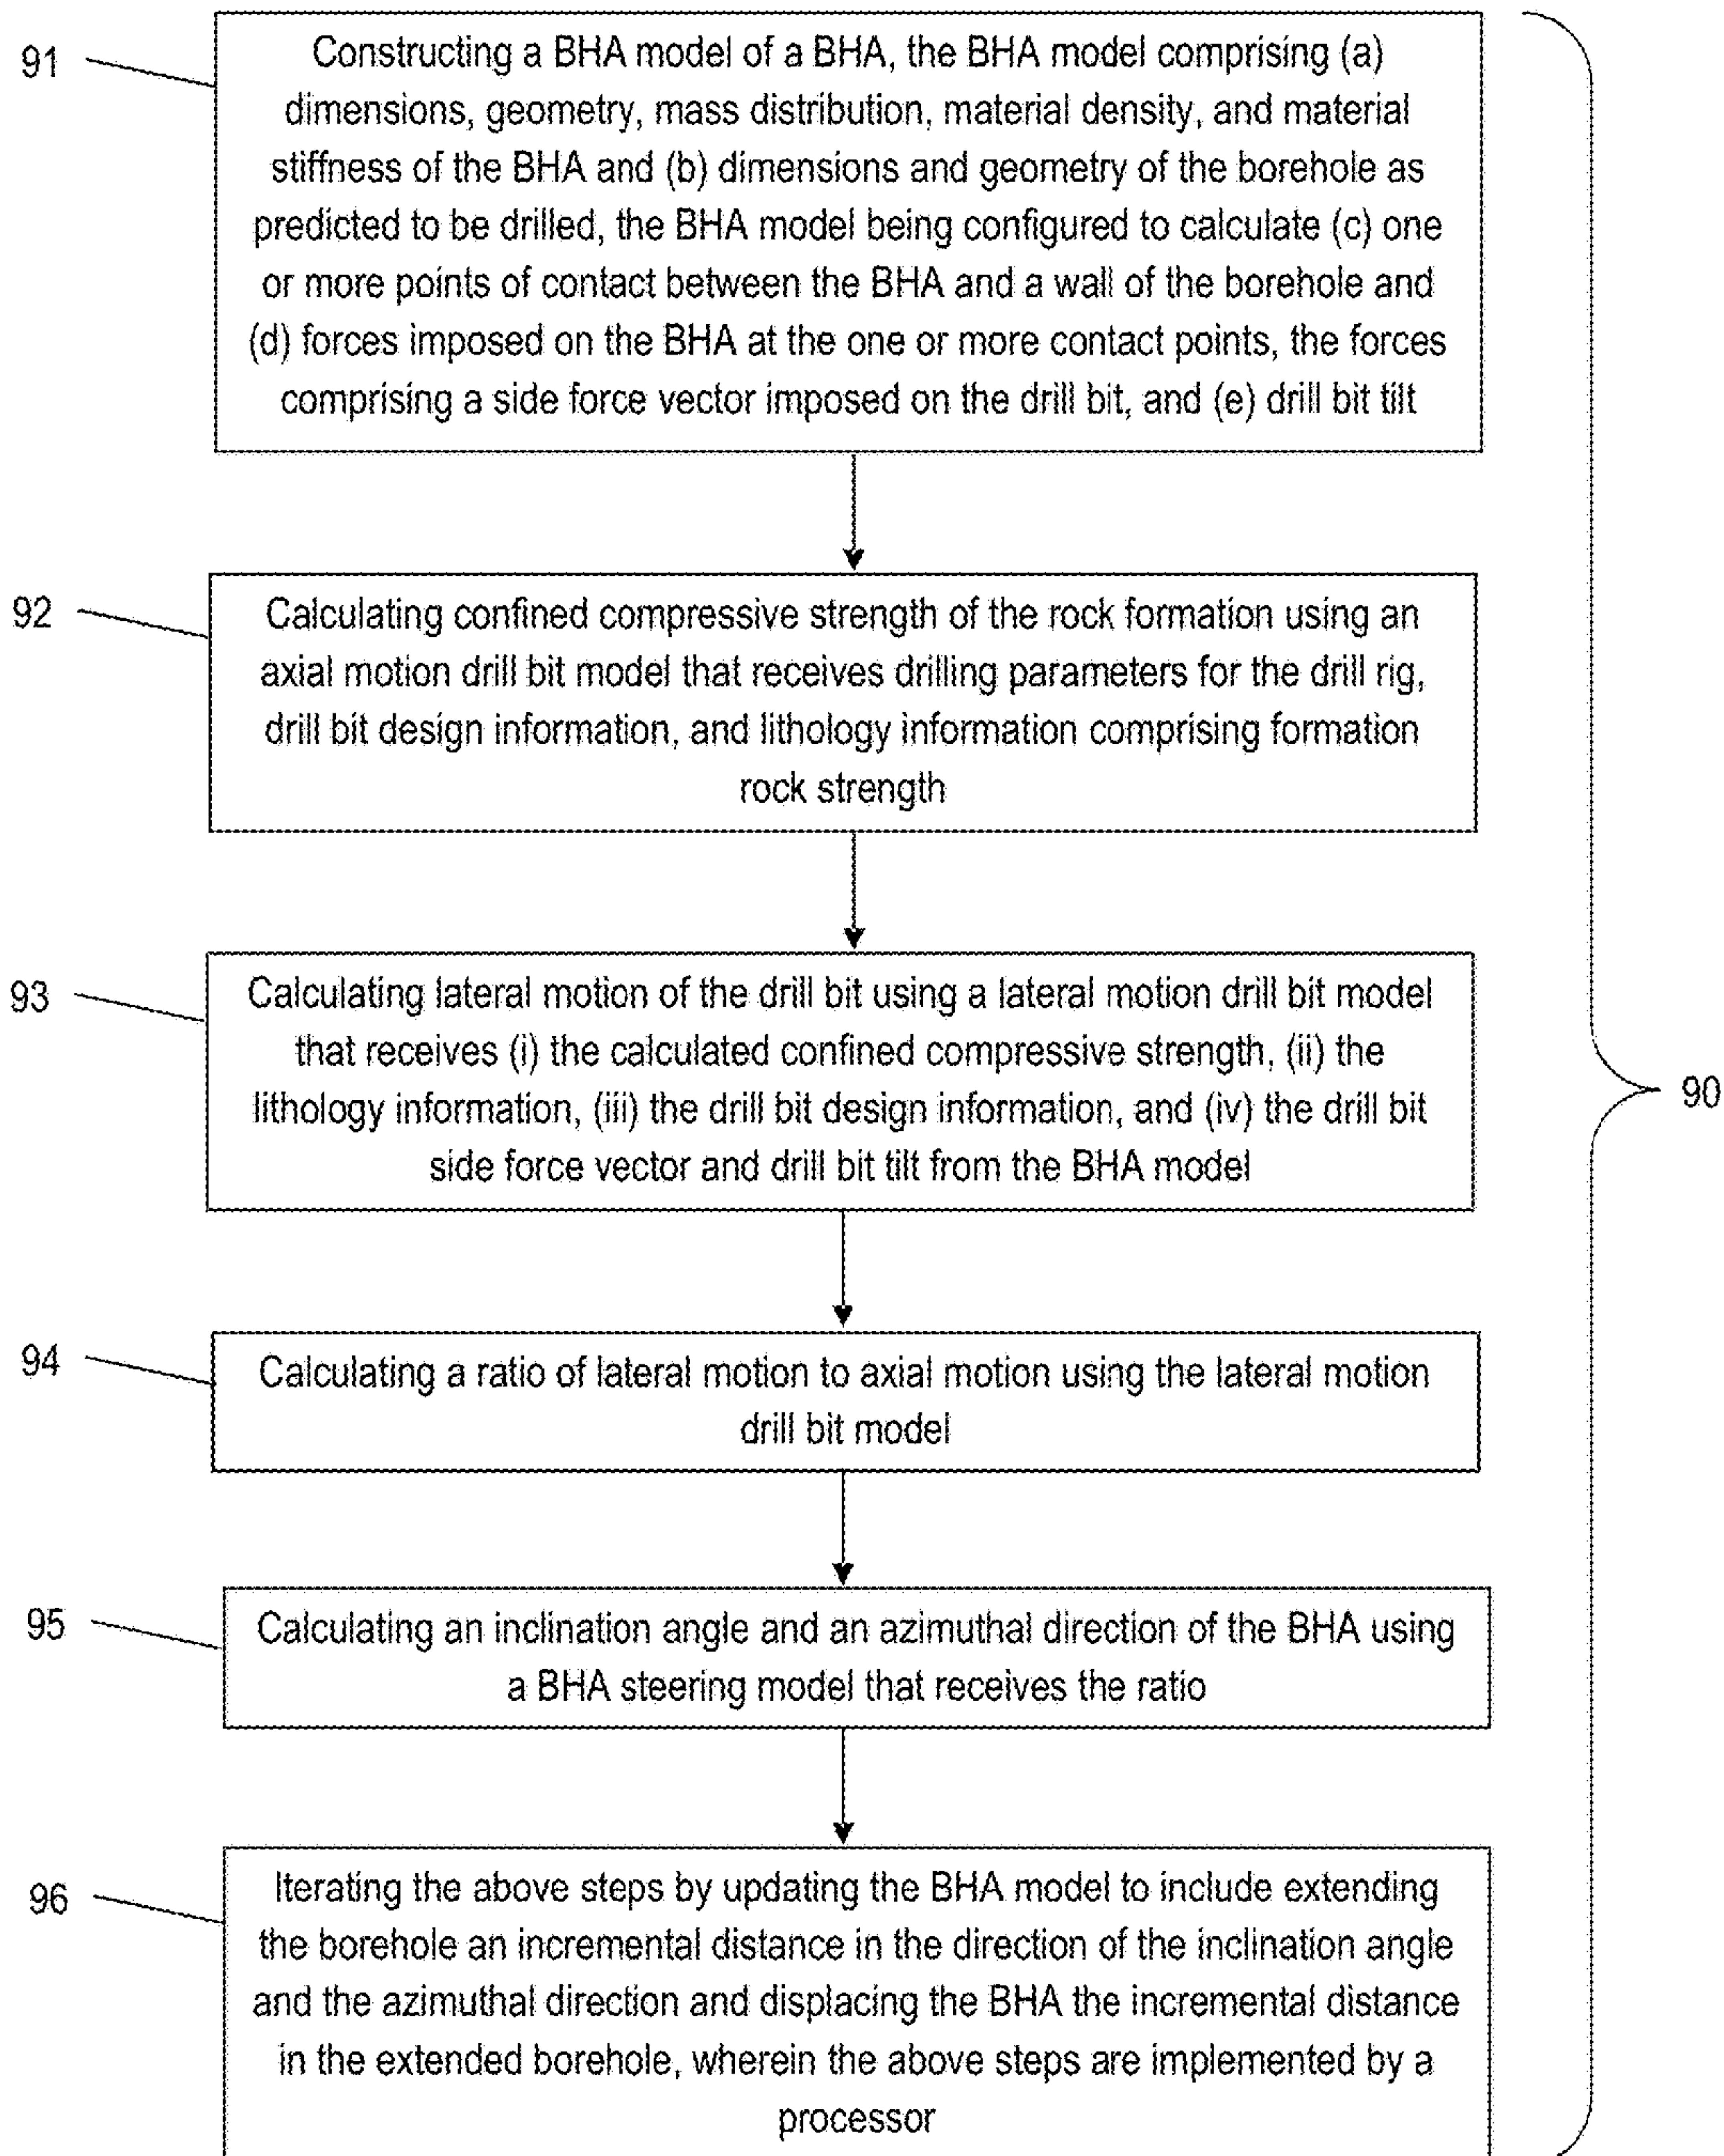 91
Constructing a BHA model of a BHA, the BHA model comprising (a)
dimensions, geometry, mass distribution, material density, and material
stiffness of the BHA and (b) dimensions and geometry of the borehole as
predicted to be drilled, the BHA model being configured to calculate (c) one
or more points of contact between the BHA and a wall of the borehole and
(d) forces imposed on the BHA at the one or more contact points, the forces
comprising a side force vector imposed on the drill bit, and (e) drill bit tilt
92
Calculating confined compressive strength of the rock formation using an
axial motion drill bit model that receives drilling parameters for the drill rig,
drill bit design information, and lithology information comprising formation
rock strength
93
Calculating lateral motion of the drill bit using a lateral motion drill bit model
that receives (i) the calculated confined compressive strength, (ii) the
lithology information, (iii) the drill bit design information, and (iv) the drill bit
side force vector and drill bit tilt from the BHA model
90
94
Calculating a ratio of lateral motion to axial motion using the lateral motion
drill bit model
95
Calculating an inclination angle and an azimuthal direction of the BHA using
a BHA steering model that receives the ratio
96
Iterating the above steps by updating the BHA model to include extending
the borehole an incremental distance in the direction of the inclination angle
and the azimuthal direction and displacing the BHA the incremental distance
in the extended borehole, wherein the above steps are implemented by a
processor